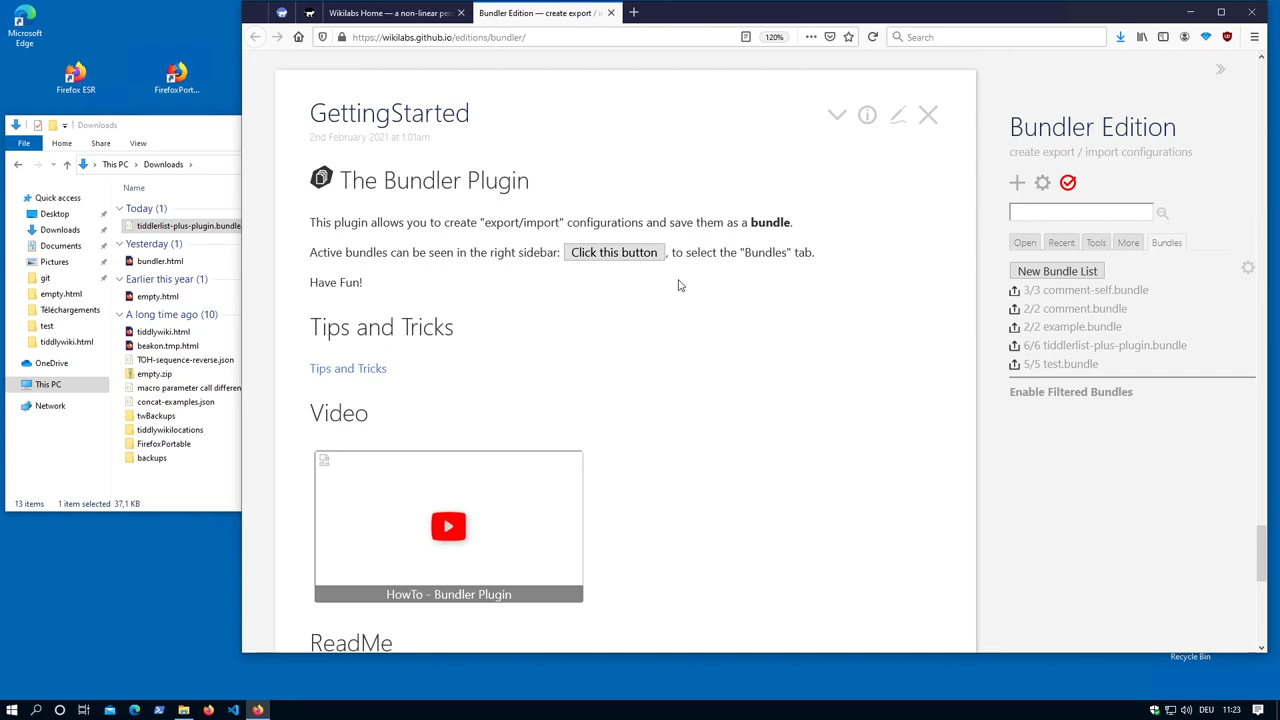 Microsoft
Edge
Firefox ESR
FirefoxPort...
Downloads
File
Home
Share
View
This PC
Downloads
Name
Quick access
Desktop
Downloads
Documents
Pictures
git
empty.html
Téléchargements
test
tiddlywiki.html
OneDrive
This PC
Network
Today (1)
tiddlerlist-plus-plugin.bundle
Yesterday (1)
bundler.html
Earlier this year (1)
empty.html
A long time ago (10)
tiddlywiki.html
beakon.tmp.html
TOH-sequence-reverse.json
empty.zip
macro parameter call differen
concat-examples.json
twBackups
tiddlywikilocations
FirefoxPortable
backups
13 items
1 item selected 37,1 KB
Wikilabs Home — a non-linear per
Bundler Edition — create export / i
https://wikilabs.github.io/editions/bundler/
120%
Search
GettingStarted
2nd February 2021 at 1:01am
The Bundler Plugin
This plugin allows you to create "export/import" configurations and save them as a bundle.
Active bundles can be seen in the right sidebar: Click this button, to select the "Bundles" tab.
Have Fun!
Tips and Tricks
Tips and Tricks
Video
HowTo - Bundler Plugin
ReadMe
Bundler Edition
create export / import configurations
Open
Recent
Tools
More
Bundles
New Bundle List
3/3 comment-self.bundle
2/2 comment.bundle
2/2 example.bundle
6/6 tiddlerlist-plus-plugin.bundle
5/5 test.bundle
Enable Filtered Bundles
Recycle Bin
DEU
11:23